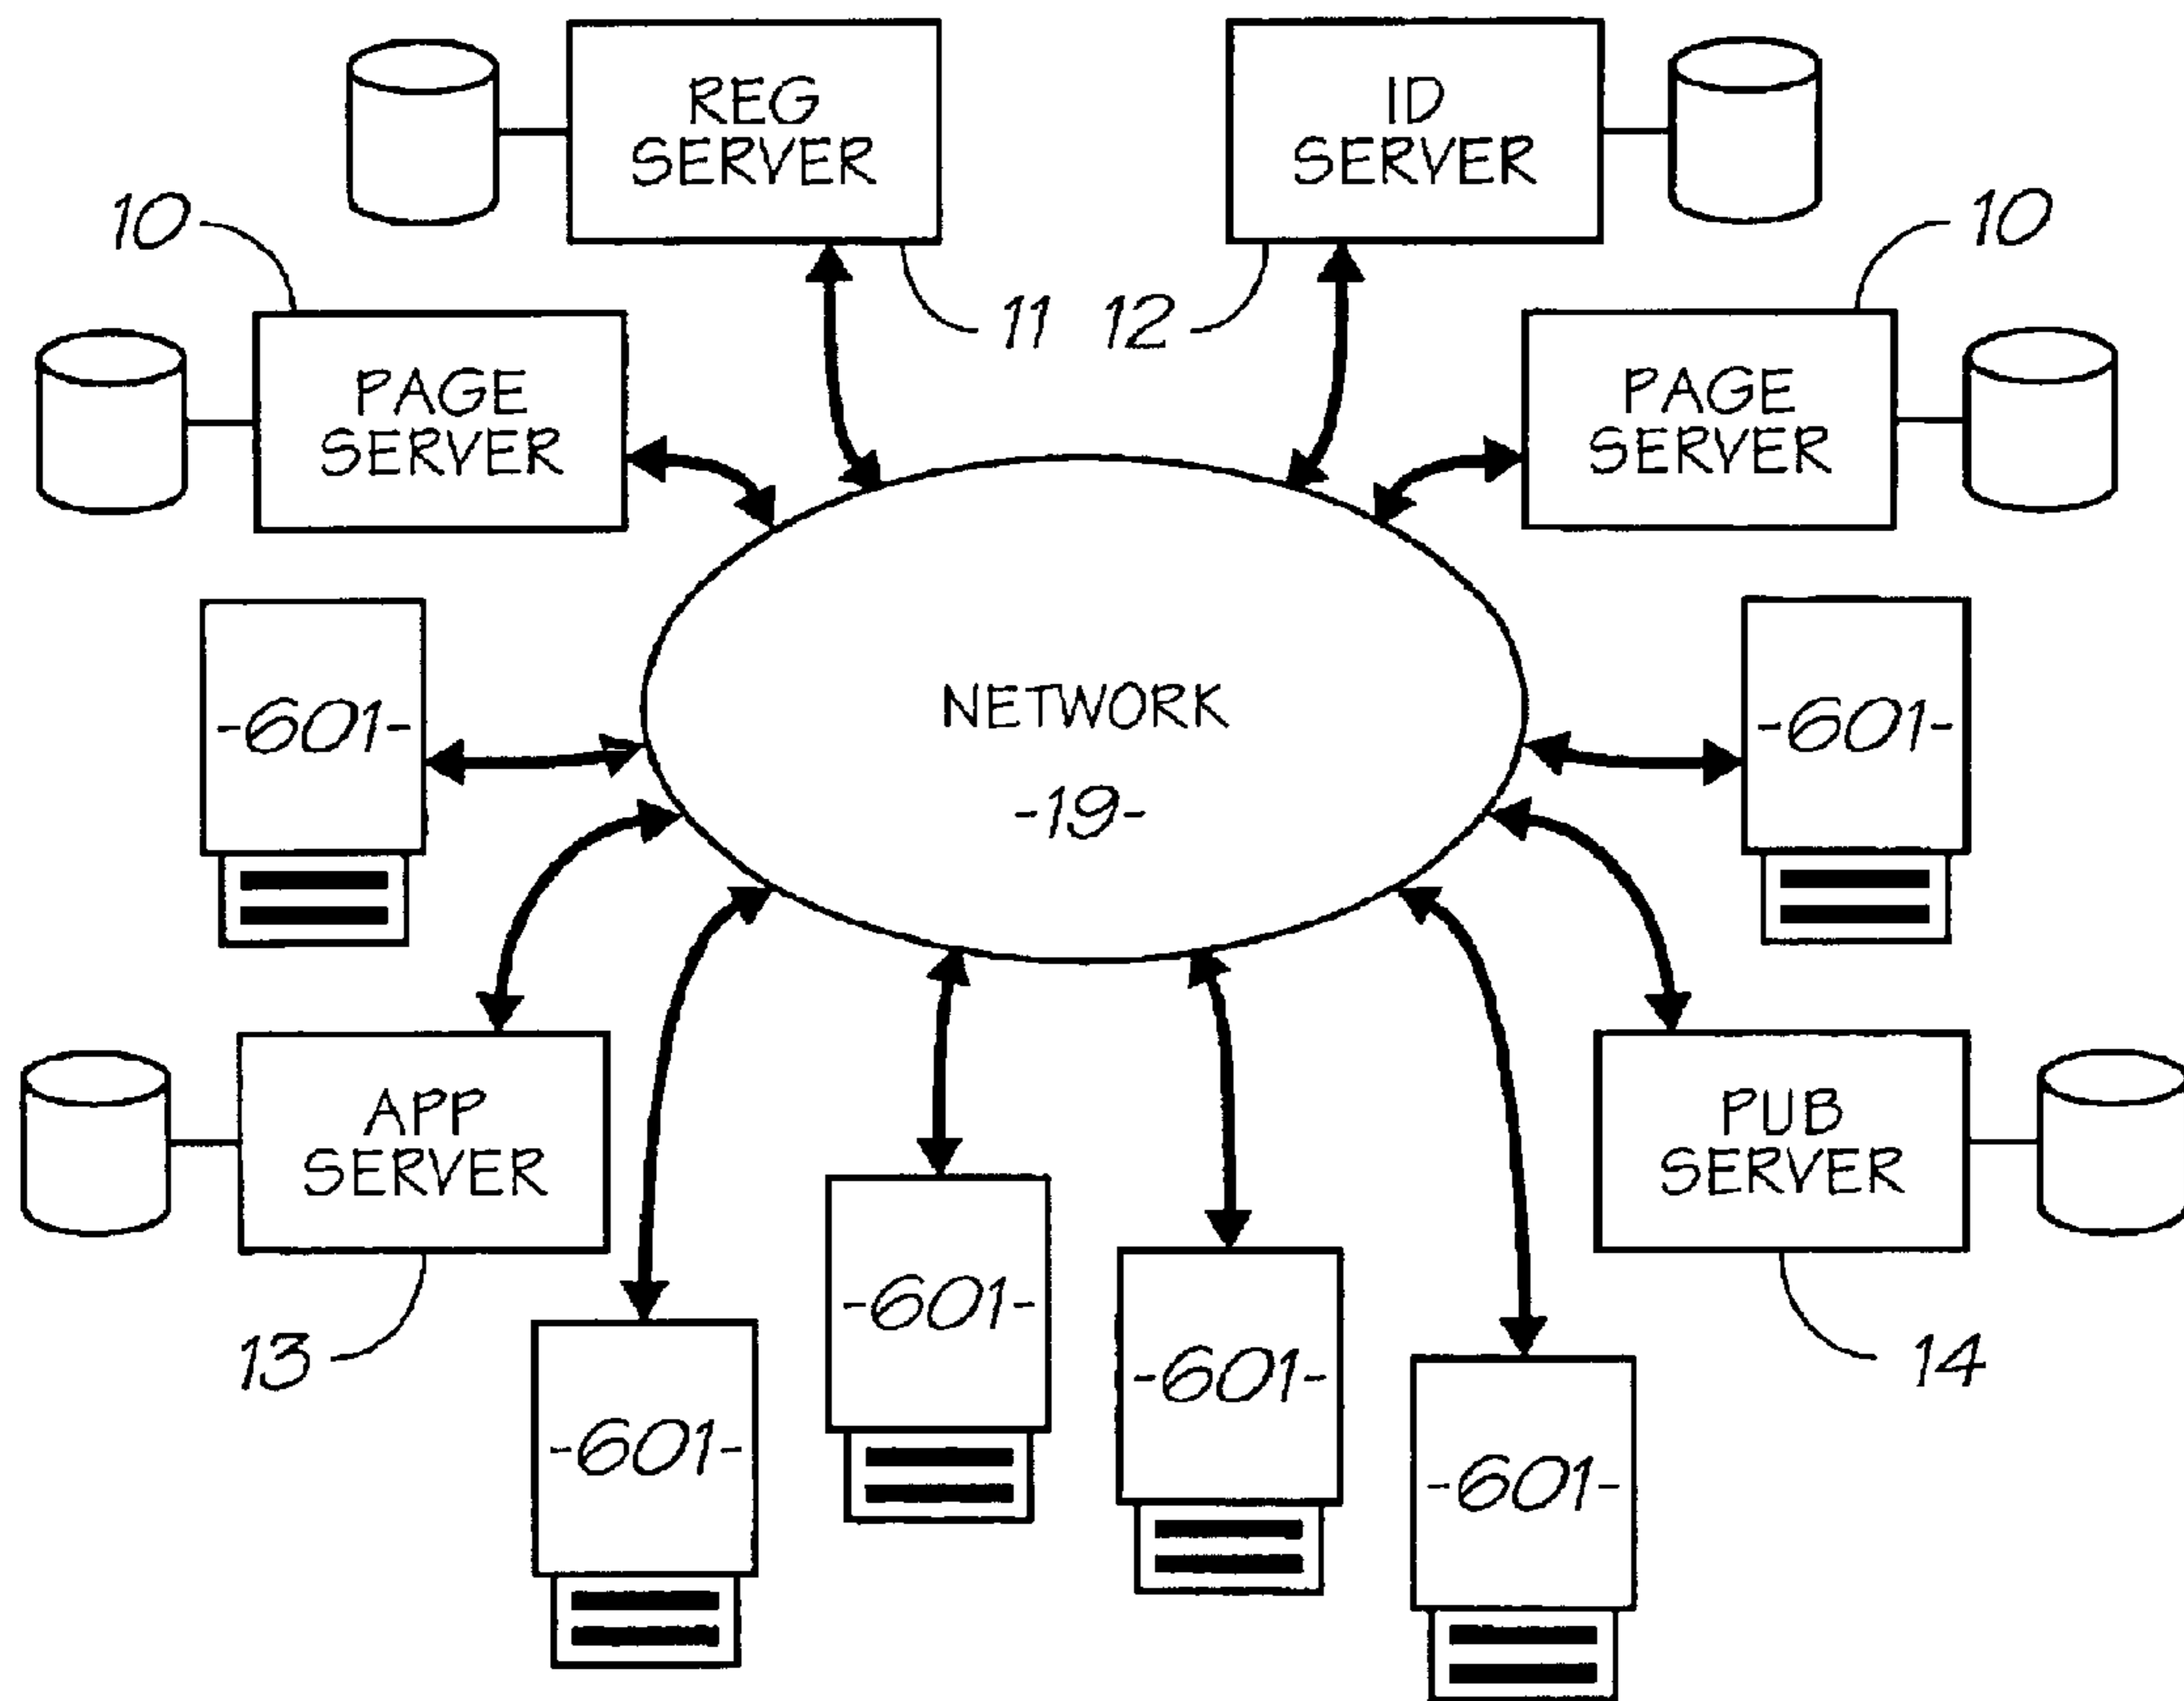 REG
SERVER
ID
SERVER
10
10
11
12
PAGE
SERVER
PAGE
SERVER
-601-
NETWORK
-19-
-601-
APP
SERVER
PUB
SERVER
-601-
-601-
13
14
-601-
-601-